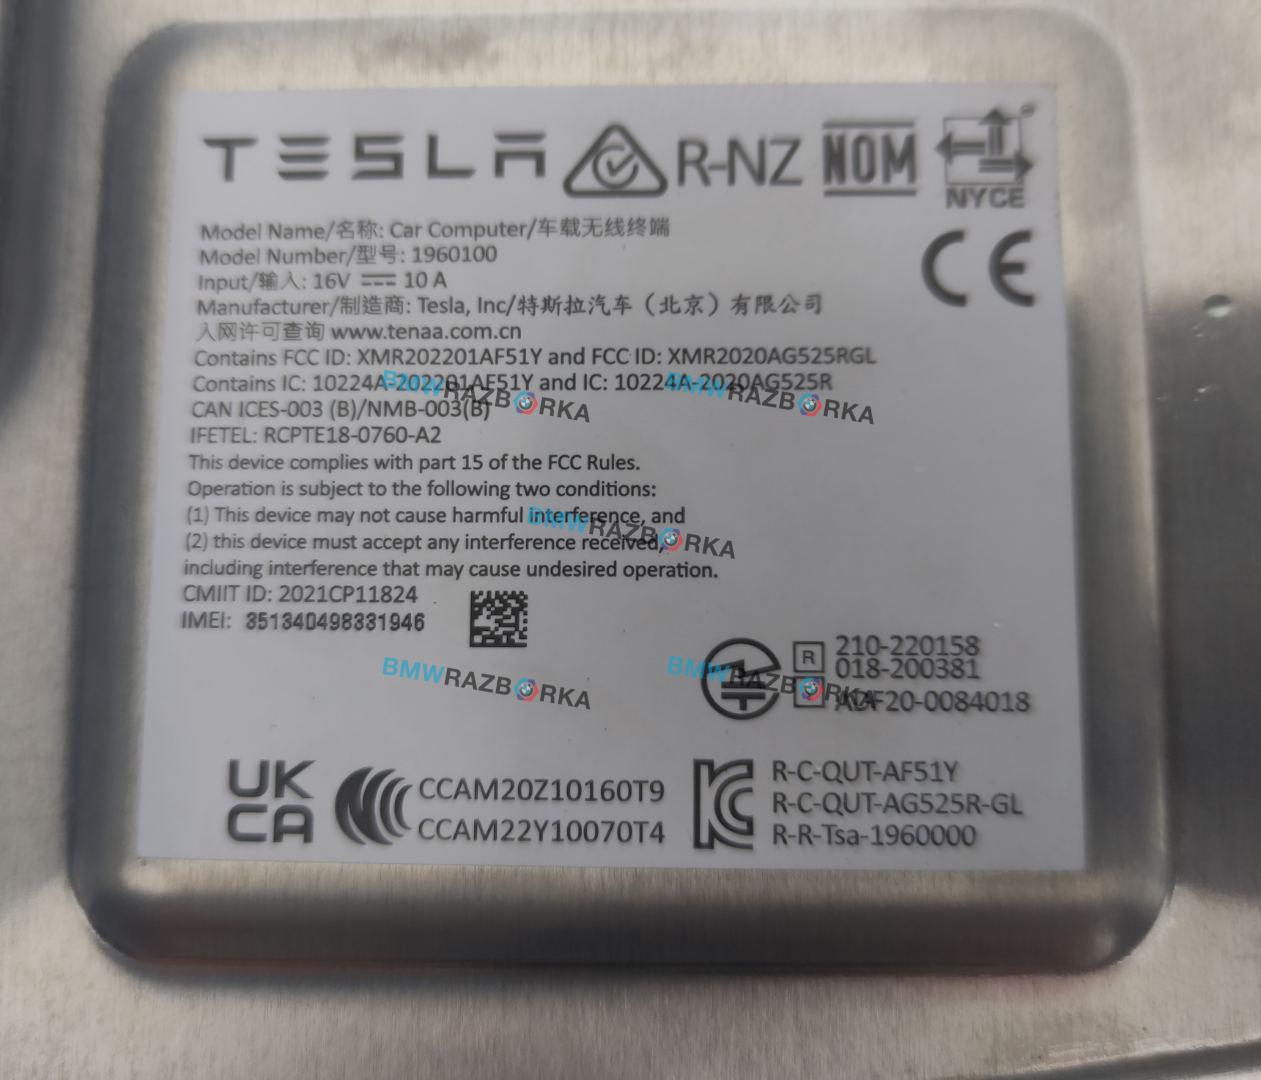 TESLA R-NZ NOM
NYCE
Model Name/名称: Car Computer/车载无线终端
Model Number/型号: 1960100
Input/输入: 16V 10 A
CE
Manufacturer/制造商: Tesla, Inc/特斯拉汽车（北京）有限公司
入网许可查询 www.tenaa.com.cn
Contains FCC ID: XMR202201AF51Y and FCC ID: XMR2020AG525RGL
Contains IC: 10224A-202201AF51Y and IC: 10224A-2020AG525R
BMWRAZBORKA BMWRAZBORKA
CAN ICES-003 (B)/NMB-003(B)
IFETEL: RCPTE18-0760-A2
This device complies with part 15 of the FCC Rules.
Operation is subject to the following two conditions:
(1) This device may not cause harmful interference, and
BMWRAZBORKA
(2) this device must accept any interference received,
including interference that may cause undesired operation.
CMIIT ID: 2021CP11824
IMEI: 351340498331946
R 210-220158
018-200381
BMWRAZBORKA BMWRAZBORKA
20-0084018
UK
CA
CCAM20Z10160T9
CCAM22Y10070T4
R-C-QUT-AF51Y
R-C-QUT-AG525R-GL
R-R-Tsa-1960000